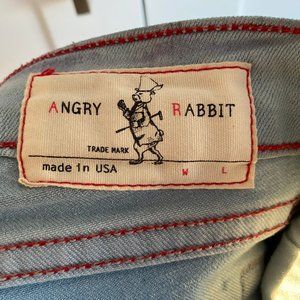 ANGRY RABBIT
TRADE MARK
made in USA W L